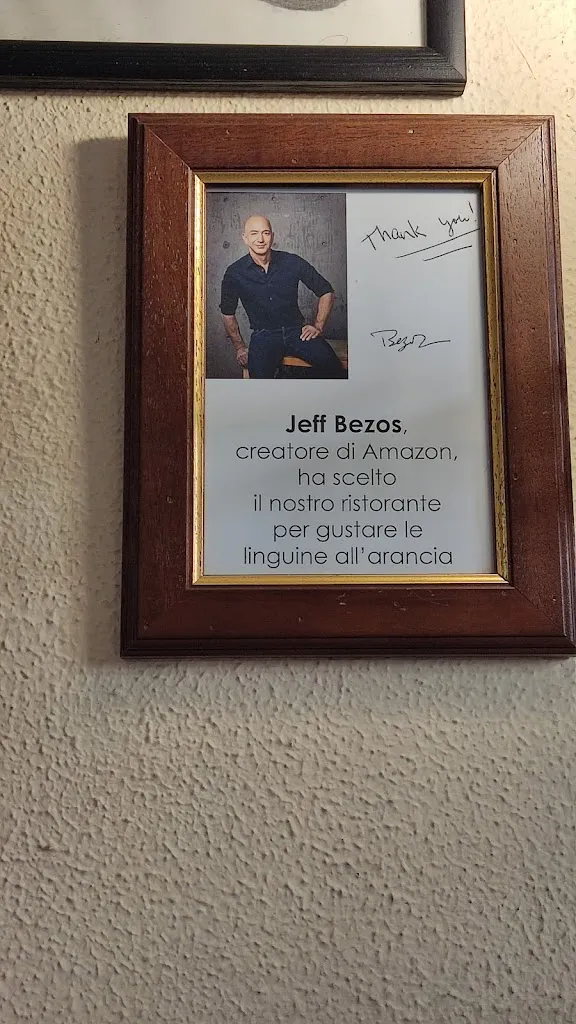 Thank you!
Bezos
Jeff Bezos,
creatore di Amazon,
ha scelto
il nostro ristorante
per gustare le
linguine all'arancia